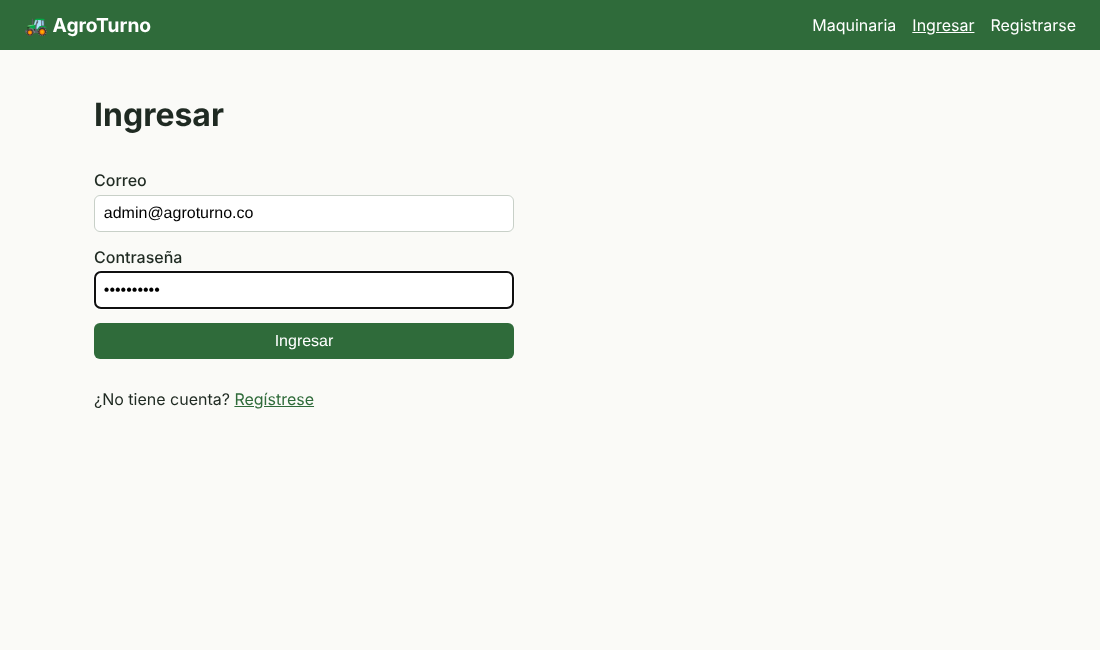 AgroTurno
Maquinaria Ingresar Registrarse
Ingresar
Correo
admin@agroturno.co
Contraseña
••••••••••
Ingresar
¿No tiene cuenta? Regístrese